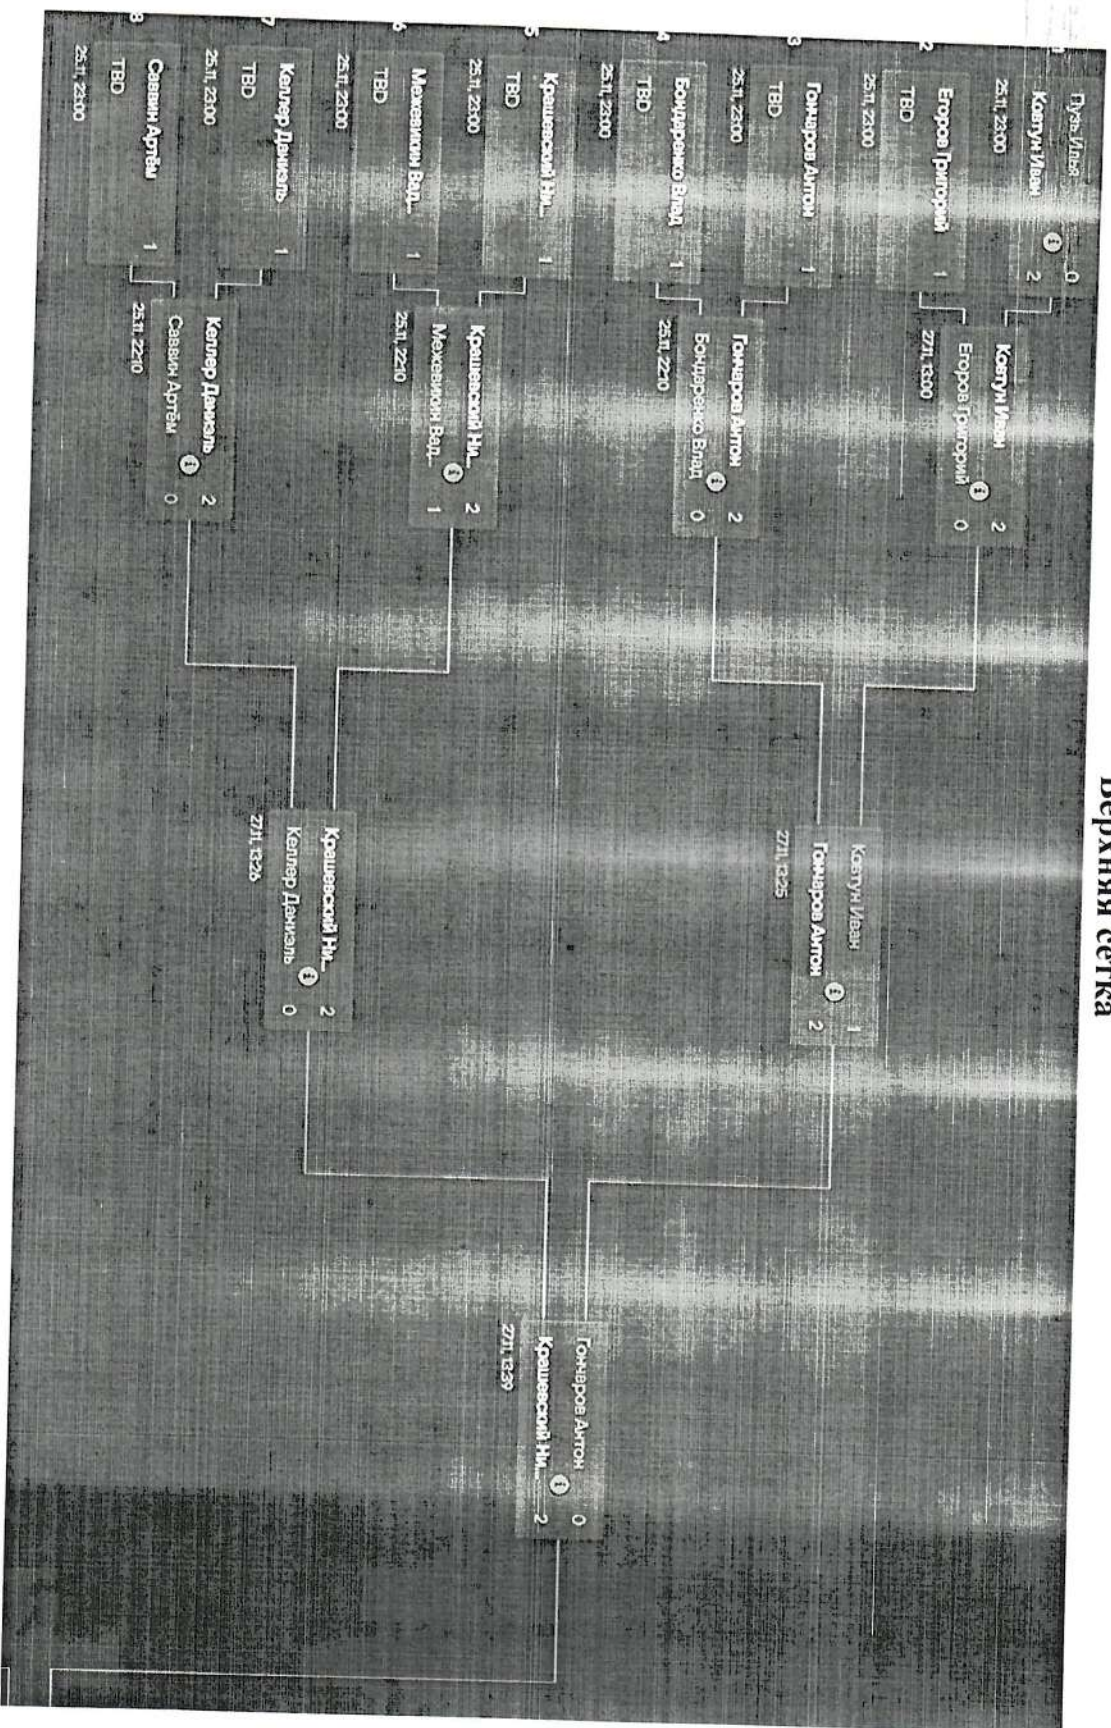 Верхняя сетка
1
Пузь Илья 0
Ковтун Иван 2
25.11, 23:00
2
Егоров Григорий 1
TBD
25.11, 23:00
3
Гончаров Антон 1
TBD
25.11, 23:00
4
Бондаренко Влад 1
TBD
25.11, 23:00
5
Крашевский Ни... 1
TBD
25.11, 23:00
6
Межевикин Вад... 1
TBD
25.11, 23:00
7
Келлер Даниэль 1
TBD
25.11, 23:00
8
Саввин Артём 1
TBD
25.11, 23:00
Ковтун Иван 2
Егоров Григорий 0
27.11, 13:00
Гончаров Антон 2
Бондаренко Влад 0
25.11, 22:10
Крашевский Ни... 2
Межевикин Вад... 1
25.11, 22:10
Келлер Даниэль 2
Саввин Артём 0
25.11, 22:10
Ковтун Иван 1
Гончаров Антон 2
27.11, 13:25
Крашевский Ни... 2
Келлер Даниэль 0
27.11, 13:26
Гончаров Антон 0
Крашевский Ни... 2
27.11, 13:39